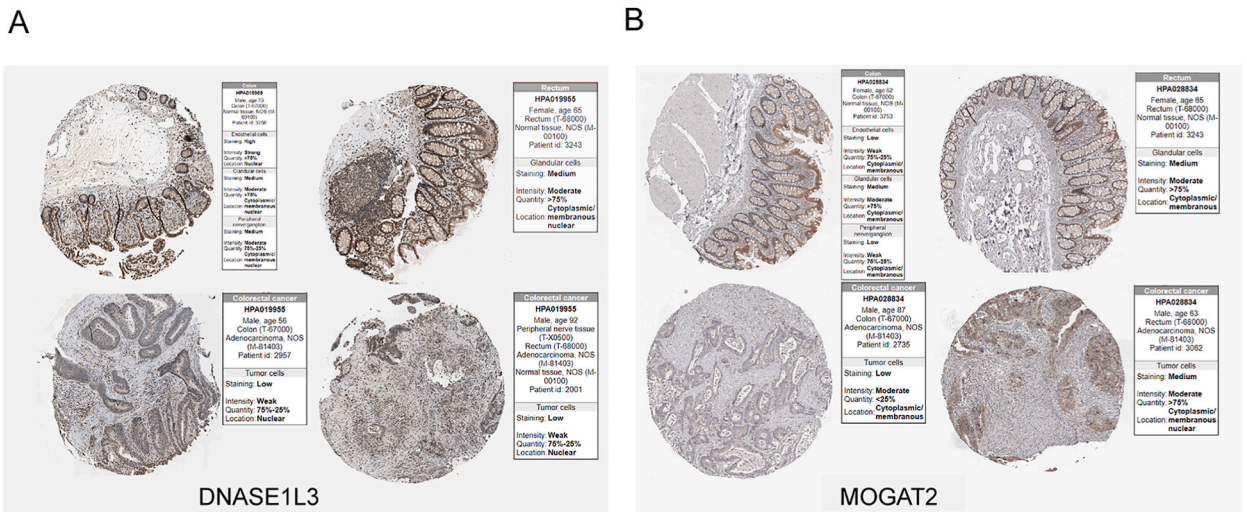 A
B
Colon
HPA019955
Male, age 73
Colon (T-67000)
Normal tissue, NOS (M-
00100)
Patient id: 3256
Endothelial cells
Staining: High
Intensity: Strong
Quantity: >75%
Location: Nuclear
Glandular cells
Staining: Medium
Intensity: Moderate
Quantity: >75%
Cytoplasmic/
Location: membranous
nuclear
Peripheral
nerve/ganglion
Staining: Medium
Intensity: Moderate
Quantity: 75%-25%
Cytoplasmic/
Location: membranous
nuclear
Rectum
HPA019955
Female, age 65
Rectum (T-68000)
Normal tissue, NOS (M-
00100)
Patient id: 3243
Glandular cells
Staining: Medium
Intensity: Moderate
Quantity: >75%
Cytoplasmic/
Location: membranous
nuclear
Colon
HPA028834
Female, age 62
Colon (T-67000)
Normal tissue, NOS (M-
00100)
Patient id: 3753
Endothelial cells
Staining: Low
Intensity: Weak
Quantity: 75%-25%
Location: Cytoplasmic/
membranous
Glandular cells
Staining: Medium
Intensity: Moderate
Quantity: >75%
Location: Cytoplasmic/
membranous
Peripheral
nerve/ganglion
Staining: Low
Intensity: Weak
Quantity: 75%-25%
Location: Cytoplasmic/
membranous
Rectum
HPA028834
Female, age 65
Rectum (T-68000)
Normal tissue, NOS (M-
00100)
Patient id: 3243
Glandular cells
Staining: Medium
Intensity: Moderate
Quantity: >75%
Location: Cytoplasmic/
membranous
Colorectal cancer
HPA019955
Male, age 56
Colon (T-67000)
Adenocarcinoma, NOS
(M-81403)
Patient id: 2957
Tumor cells
Staining: Low
Intensity: Weak
Quantity: 75%-25%
Location: Nuclear
Colorectal cancer
HPA019955
Male, age 92
Peripheral nerve tissue
(T-X0500)
Rectum (T-68000)
Adenocarcinoma, NOS
(M-81403)
Normal tissue, NOS (M-
00100)
Patient id: 2001
Tumor cells
Staining: Low
Intensity: Weak
Quantity: 75%-25%
Location: Nuclear
Colorectal cancer
HPA028834
Male, age 87
Colon (T-67000)
Adenocarcinoma, NOS
(M-81403)
Patient id: 2735
Tumor cells
Staining: Low
Intensity: Moderate
Quantity: <25%
Location: Cytoplasmic/
membranous
Colorectal cancer
HPA028834
Male, age 63
Rectum (T-68000)
Adenocarcinoma, NOS
(M-81403)
Patient id: 3062
Tumor cells
Staining: Medium
Intensity: Moderate
Quantity: >75%
Cytoplasmic/
Location: membranous
nuclear
DNASE1L3
MOGAT2